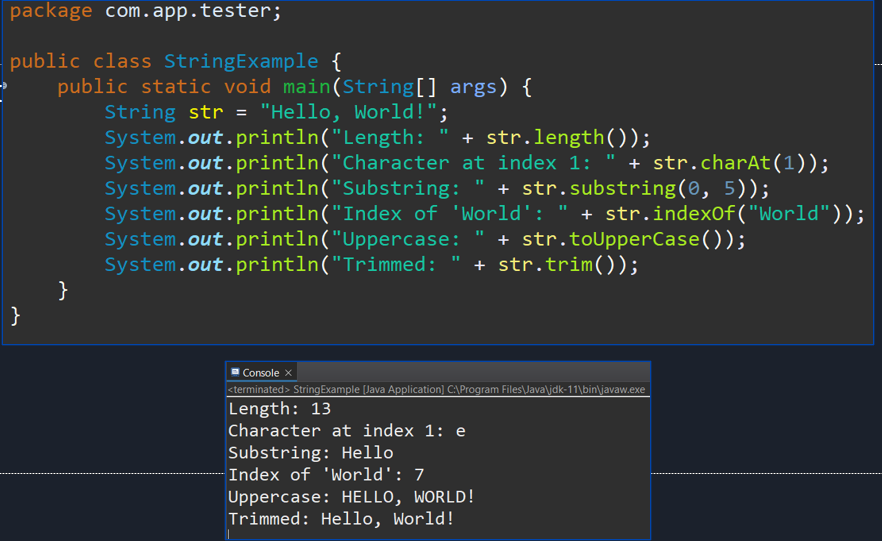 package com.app.tester;
public class StringExample {
public static void main(String[] args) {
String str = "Hello, World!";
System.out.println("Length: " + str.length());
System.out.println("Character at index 1: " + str.charAt(1));
System.out.println("Substring: " + str.substring(0, 5));
System.out.println("Index of 'World': " + str.indexOf("World"));
System.out.println("Uppercase: " + str.toUpperCase());
System.out.println("Trimmed: " + str.trim());
}
}
Console
<terminated> StringExample [Java Application] C:\Program Files\Java\jdk-11\bin\javaw.exe
Length: 13
Character at index 1: e
Substring: Hello
Index of 'World': 7
Uppercase: HELLO, WORLD!
Trimmed: Hello, World!